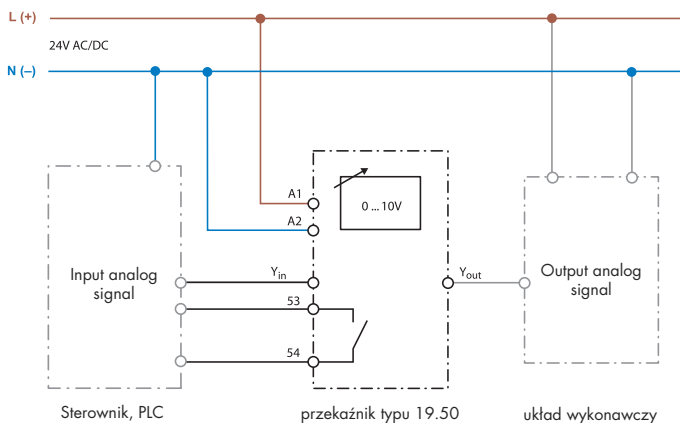 L (+)
24V AC/DC
N (–)
A1
0 ... 10V
A2
Input analog
signal
Yin
Yout
Output analog
signal
53
54
Sterownik, PLC
przekaźnik typu 19.50
układ wykonawczy